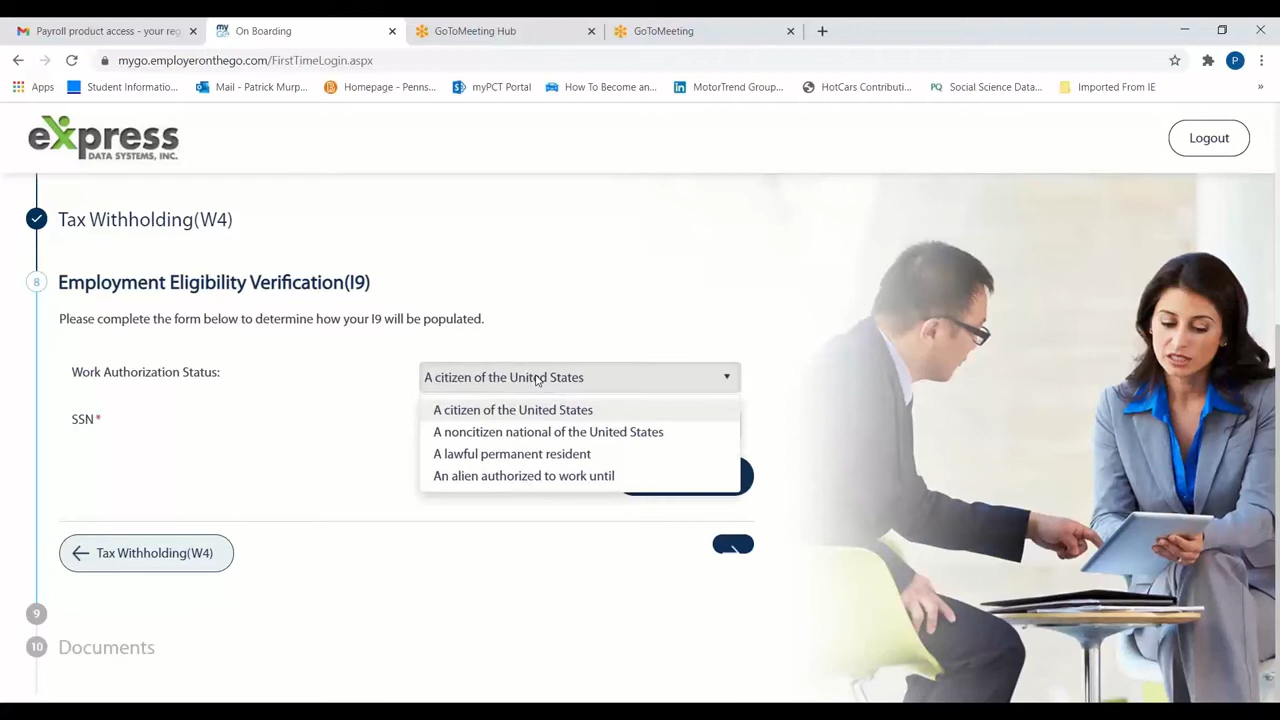 Payroll product access - your reg
On Boarding
GoToMeeting Hub
GoToMeeting
mygo.employeronthego.com/FirstTimeLogin.aspx
P
Apps
Student Informatio...
Mail - Patrick Murp...
Homepage - Penns...
myPCT Portal
How To Become an...
MotorTrend Group...
HotCars Contributi...
PQ Social Science Data...
Imported From IE
»
eXpress
DATA SYSTEMS, INC.
Logout
Tax Withholding(W4)
8 Employment Eligibility Verification(I9)
Please complete the form below to determine how your I9 will be populated.
Work Authorization Status:
A citizen of the United States
SSN*
A citizen of the United States
A noncitizen national of the United States
A lawful permanent resident
An alien authorized to work until
Tax Withholding(W4)
9
10 Documents